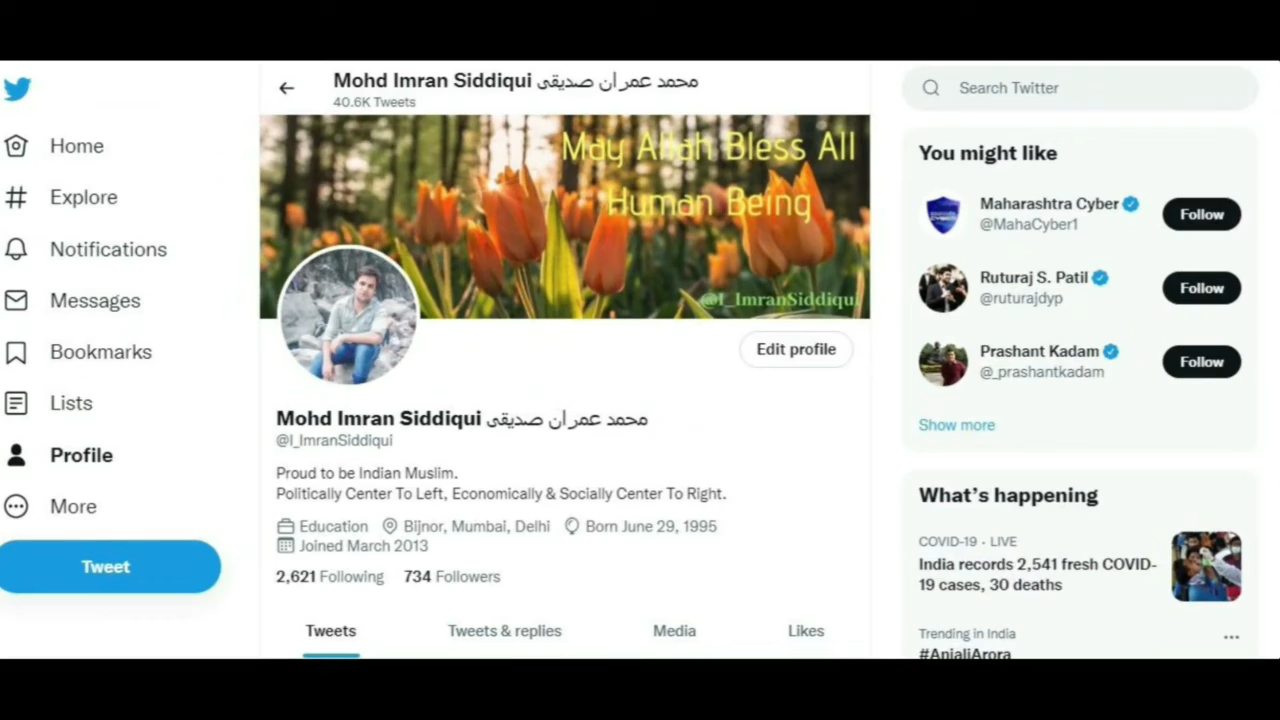 Mohd Imran Siddiqui محمد عمران صدیقی
40.6K Tweets
Home
Explore
Notifications
Messages
Bookmarks
Lists
Profile
More
Tweet
May Allah Bless All
Human Being
@I_ImranSiddiqui
Edit profile
Mohd Imran Siddiqui محمد عمران صدیقی
@I_ImranSiddiqui
Proud to be Indian Muslim.
Politically Center To Left, Economically & Socially Center To Right.
Education Bijnor, Mumbai, Delhi Born June 29, 1995
Joined March 2013
2,621 Following 734 Followers
Tweets Tweets & replies Media Likes
Search Twitter
You might like
Maharashtra Cyber
@MahaCyber1
Follow
Ruturaj S. Patil
@ruturajdyp
Follow
Prashant Kadam
@_prashantkadam
Follow
Show more
What's happening
COVID-19 · LIVE
India records 2,541 fresh COVID-
19 cases, 30 deaths
Trending in India
#AnjaliArora